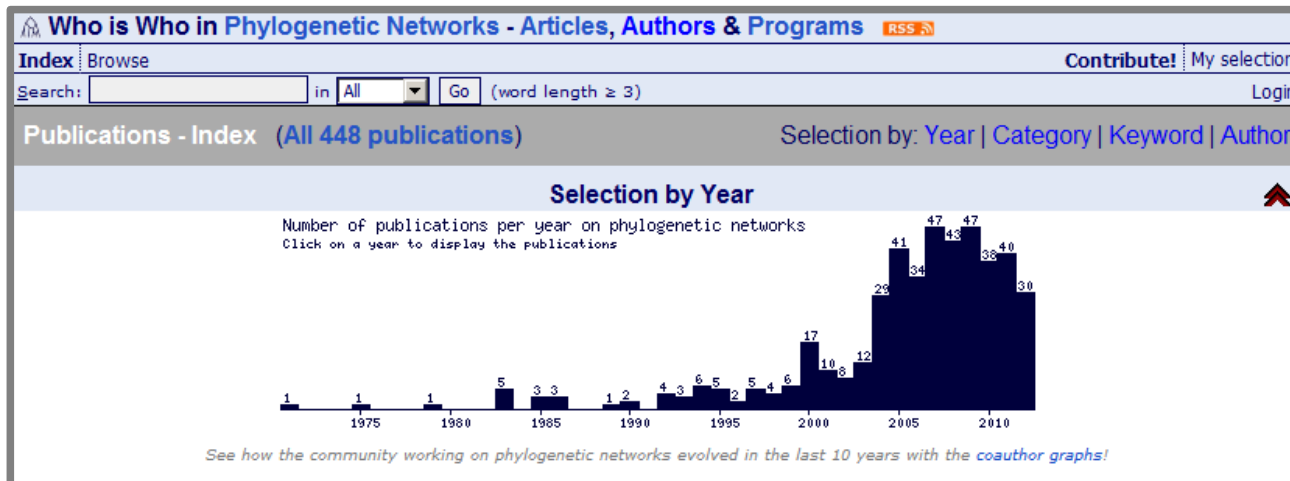 Who is Who in Phylogenetic Networks - Articles, Authors & Programs RSS
Index Browse Contribute! My selection
Search: in All Go (word length ≥ 3) Login
Publications - Index (All 448 publications) Selection by: Year | Category | Keyword | Author
Selection by Year
Number of publications per year on phylogenetic networks
Click on a year to display the publications
1 1 1 5 3 3 1 2 4 3 6 5 2 5 4 6 17 10 8 12 29 41 34 47 43 47 38 40 30
1975 1980 1985 1990 1995 2000 2005 2010
See how the community working on phylogenetic networks evolved in the last 10 years with the coauthor graphs!